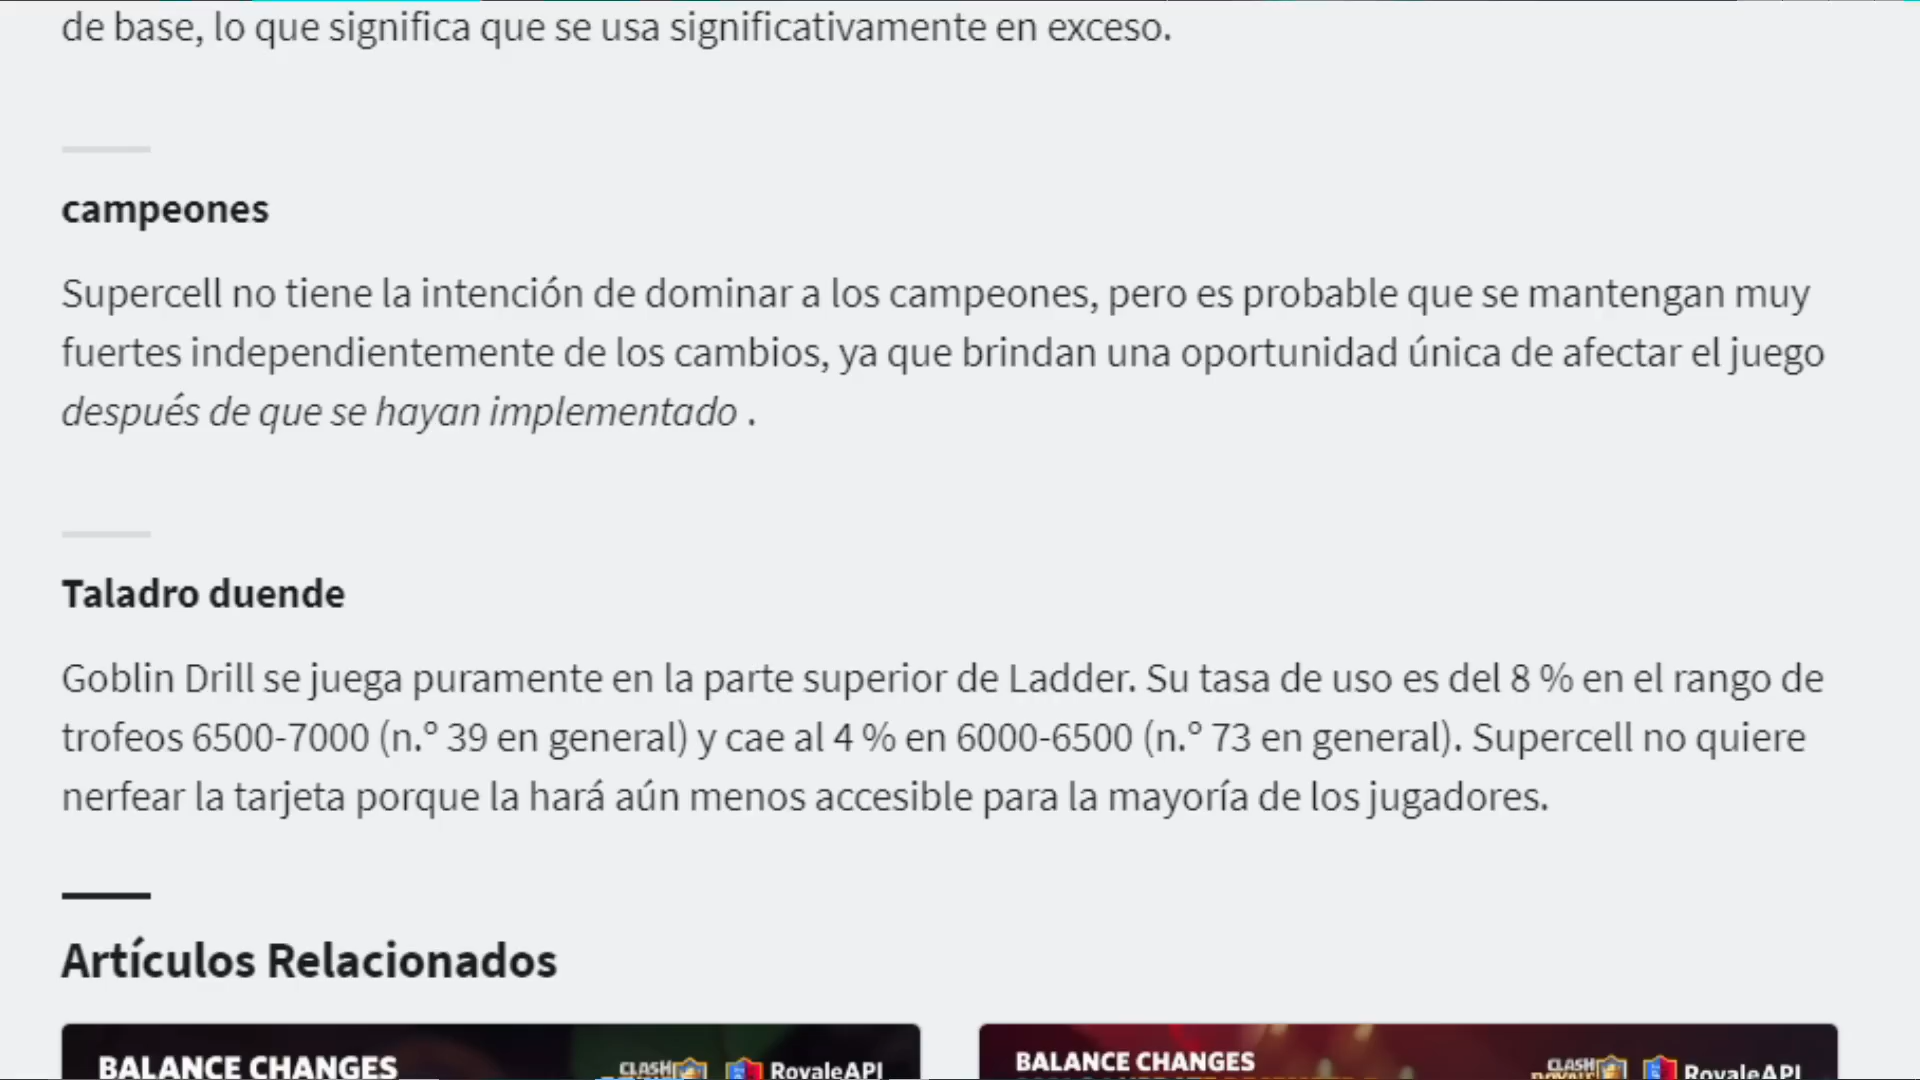 de base, lo que significa que se usa significativamente en exceso.
campeones
Supercell no tiene la intención de dominar a los campeones, pero es probable que se mantengan muy
fuertes independientemente de los cambios, ya que brindan una oportunidad única de afectar el juego
después de que se hayan implementado .
Taladro duende
Goblin Drill se juega puramente en la parte superior de Ladder. Su tasa de uso es del 8 % en el rango de
trofeos 6500-7000 (n.º 39 en general) y cae al 4 % en 6000-6500 (n.º 73 en general). Supercell no quiere
nerfear la tarjeta porque la hará aún menos accesible para la mayoría de los jugadores.
Artículos Relacionados
BALANCE CHANGES CLASH RoyaleAPI
BALANCE CHANGES CLASH ROYALE RoyaleAPI